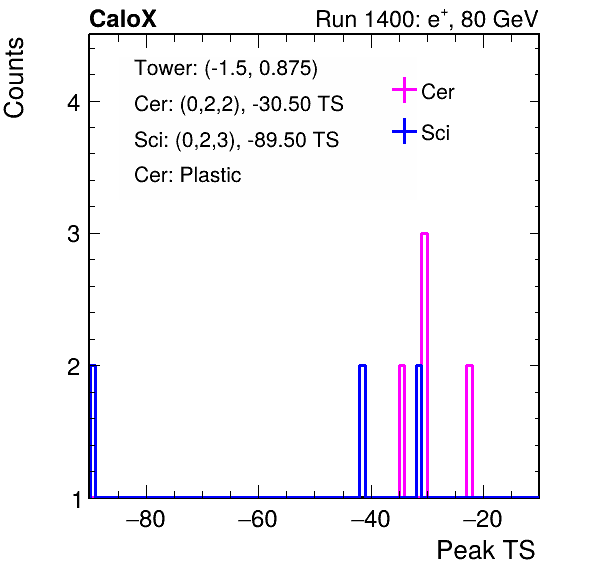 CaloX Run 1400: e⁺, 80 GeV
Counts
Tower: (-1.5, 0.875)
Cer: (0,2,2), -30.50 TS
Sci: (0,2,3), -89.50 TS
Cer: Plastic
Cer
Sci
4
3
2
1
−80 −60 −40 −20
Peak TS